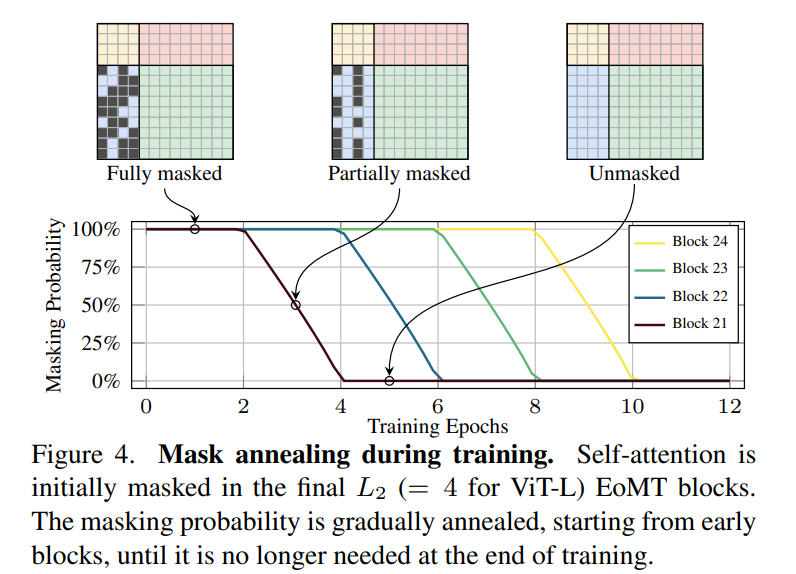 Fully masked
Partially masked
Unmasked
Masking Probability
100%
75%
50%
25%
0%
Block 24
Block 23
Block 22
Block 21
0 2 4 6 8 10 12
Training Epochs
Figure 4. Mask annealing during training. Self-attention is
initially masked in the final L₂ (= 4 for ViT-L) EoMT blocks.
The masking probability is gradually annealed, starting from early
blocks, until it is no longer needed at the end of training.